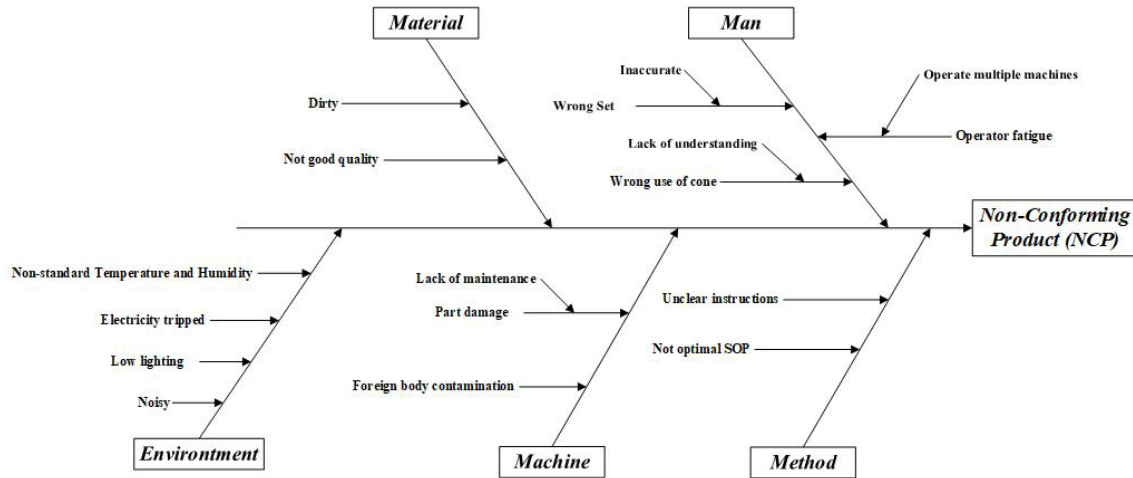 Material
Man
Inaccurate
Operate multiple machines
Dirty
Wrong Set
Operator fatigue
Lack of understanding
Not good quality
Wrong use of cone
Non-Conforming
Product (NCP)
Non-standard Temperature and Humidity
Lack of maintenance
Unclear instructions
Part damage
Electricity tripped
Not optimal SOP
Low lighting
Foreign body contamination
Noisy
Environtment
Machine
Method